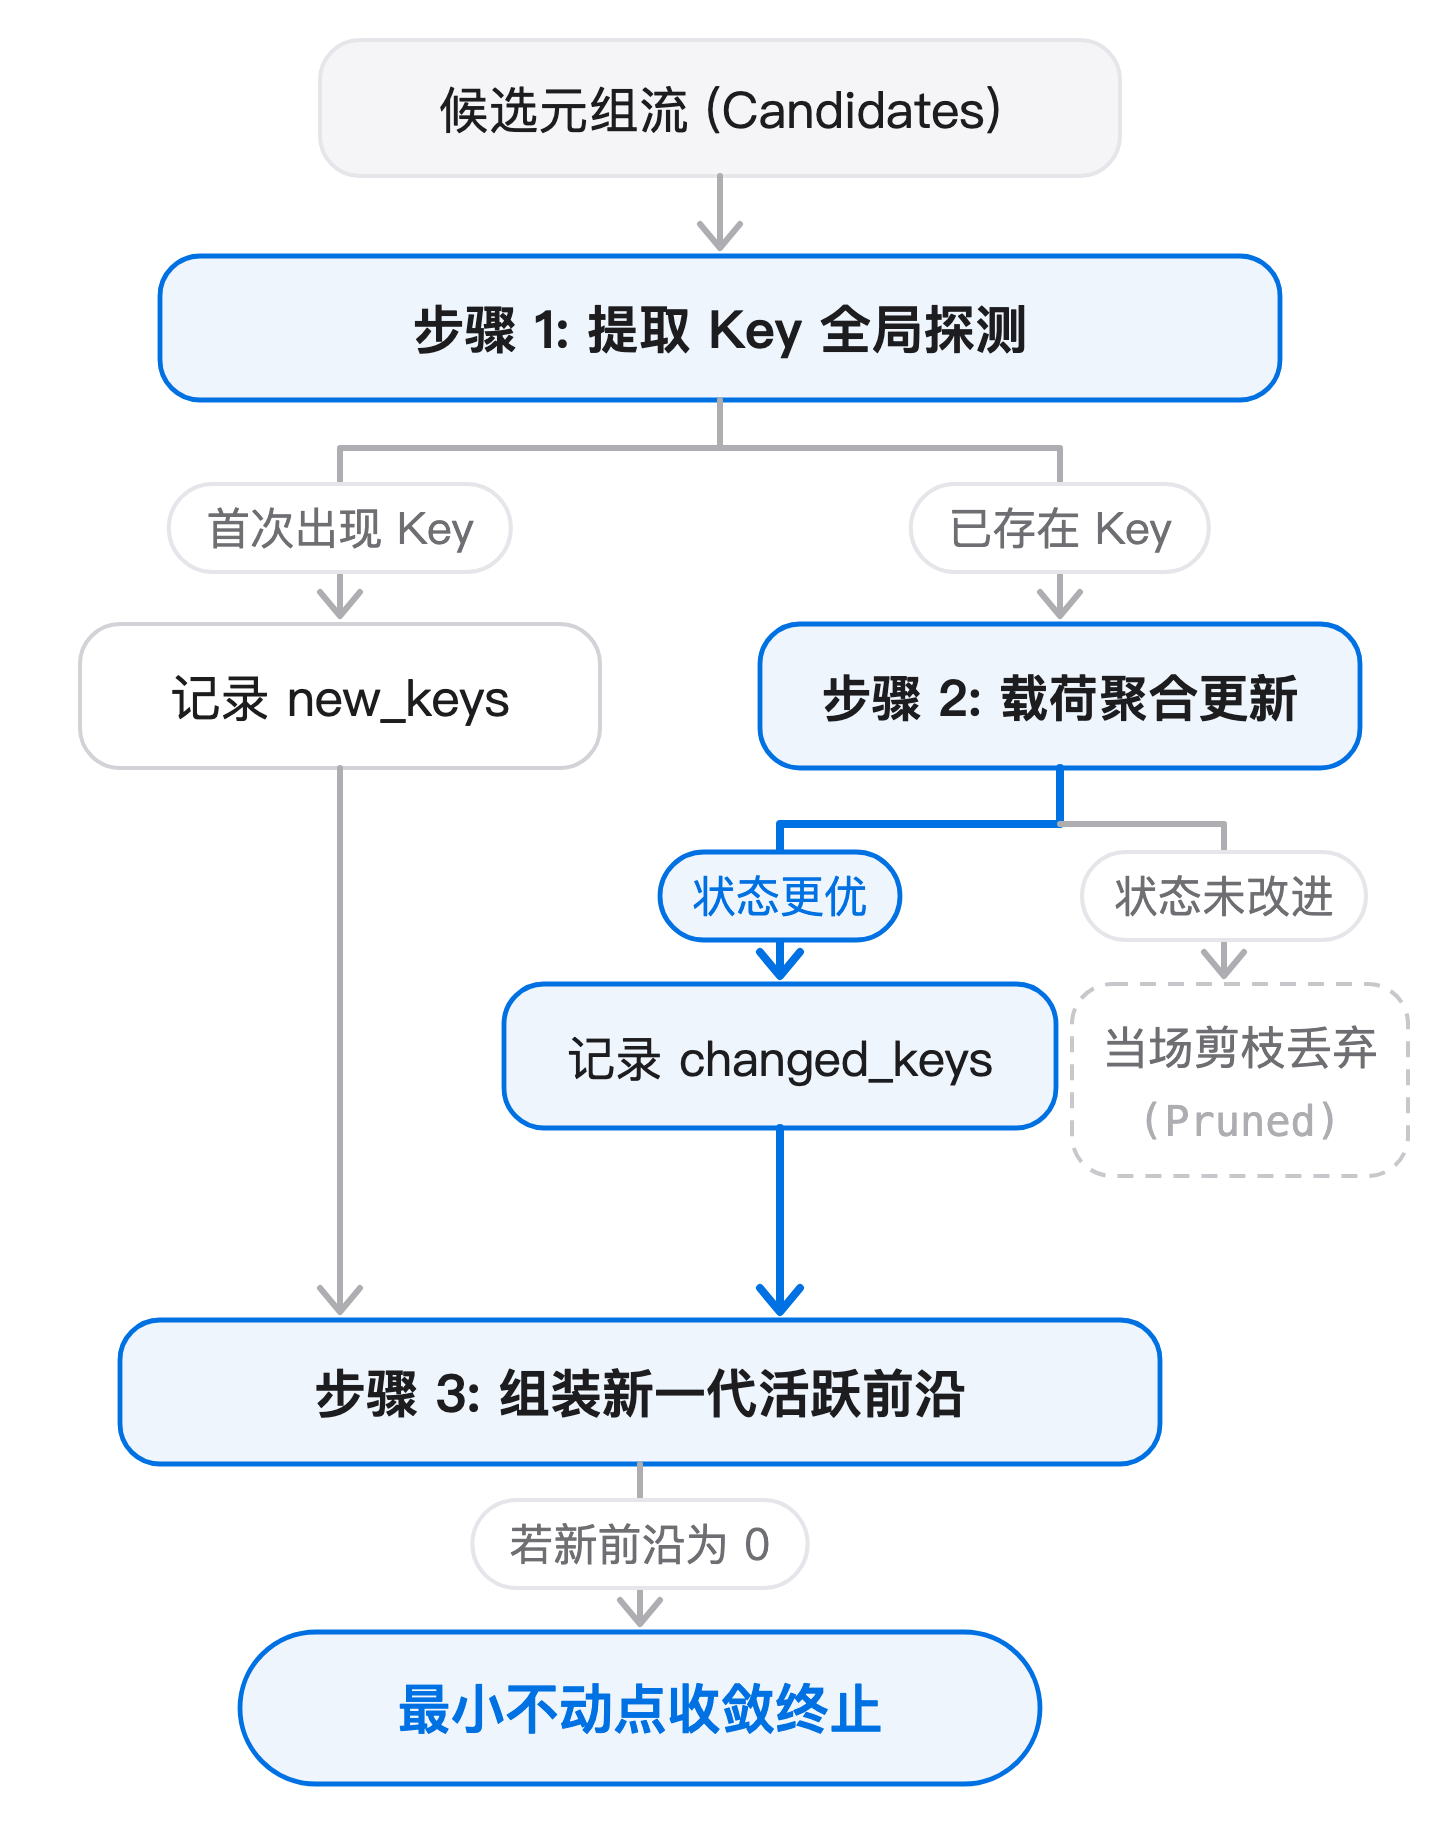 候选元组流 (Candidates)
步骤 1: 提取 Key 全局探测
首次出现 Key
已存在 Key
记录 new_keys
步骤 2: 载荷聚合更新
状态更优
状态未改进
记录 changed_keys
当场剪枝丢弃
(Pruned)
步骤 3: 组装新一代活跃前沿
若新前沿为 0
最小不动点收敛终止